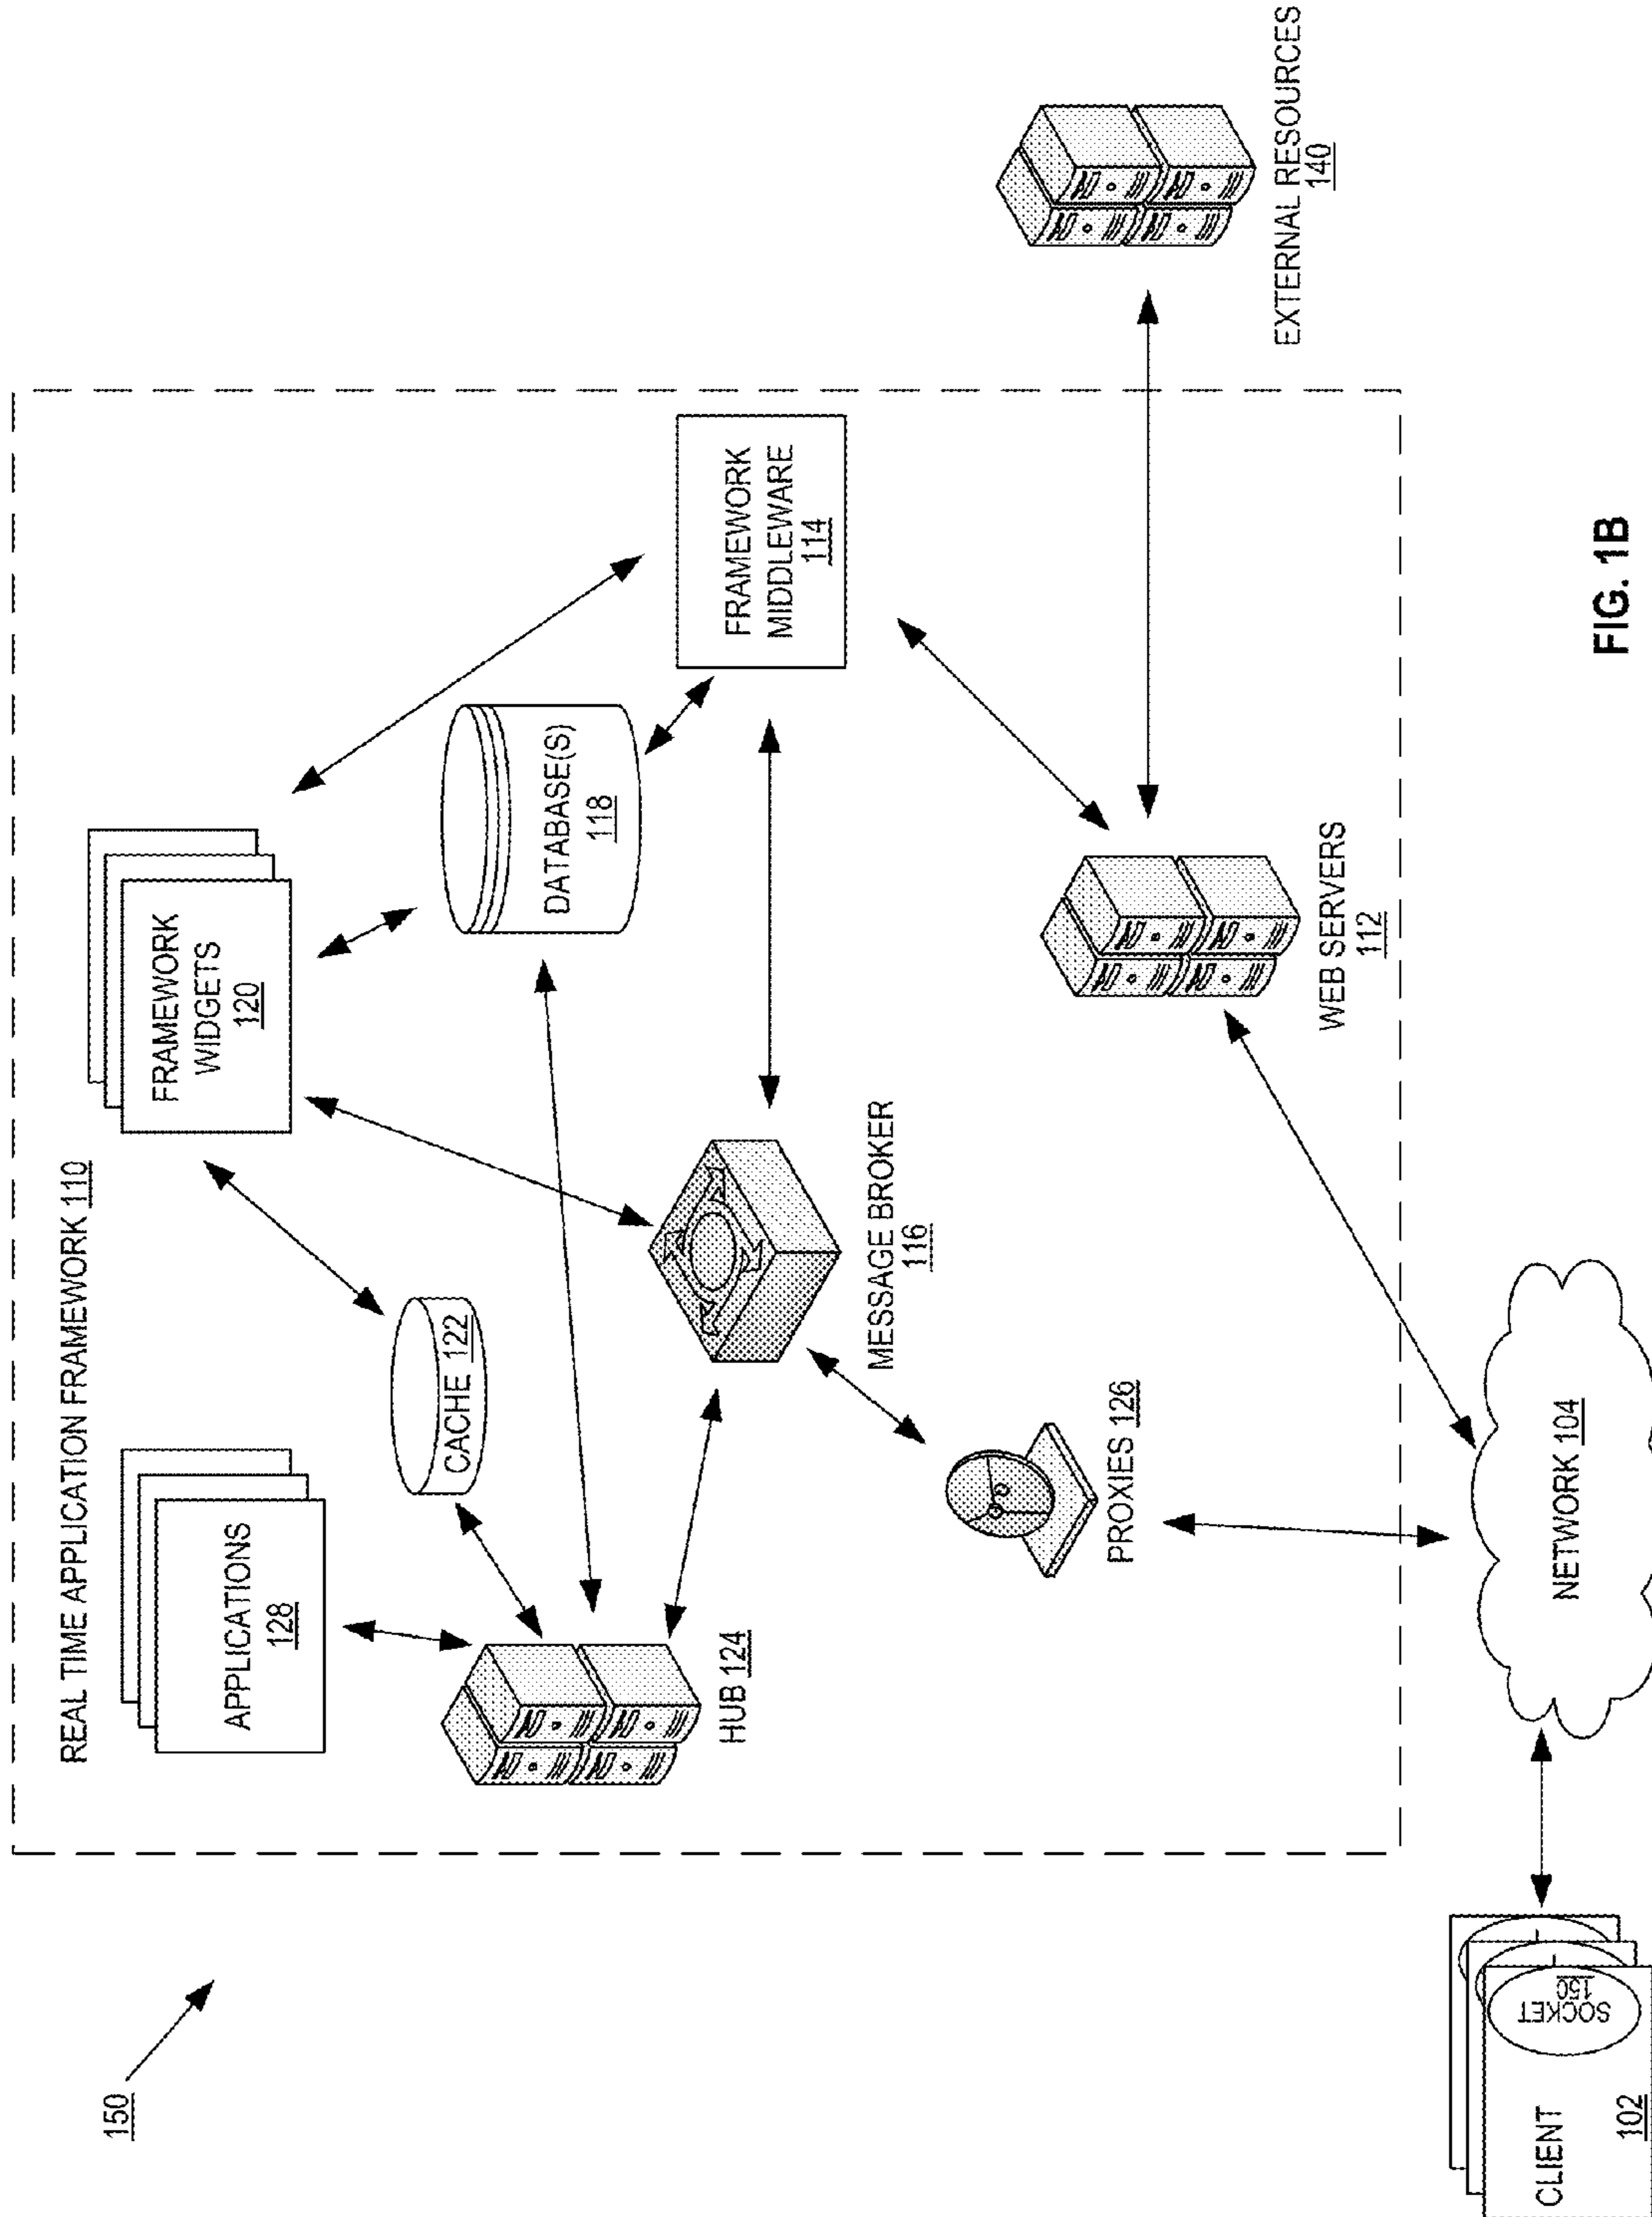 150
REAL TIME APPLICATION FRAMEWORK 110
APPLICATIONS
128
FRAMEWORK
WIDGETS
120
CACHE 122
DATABASE(S)
118
HUB 124
MESSAGE BROKER
116
FRAMEWORK
MIDDLEWARE
114
PROXIES 126
WEB SERVERS
112
EXTERNAL RESOURCES
140
CLIENT
102
SOCKET
150
NETWORK 104
FIG. 1B